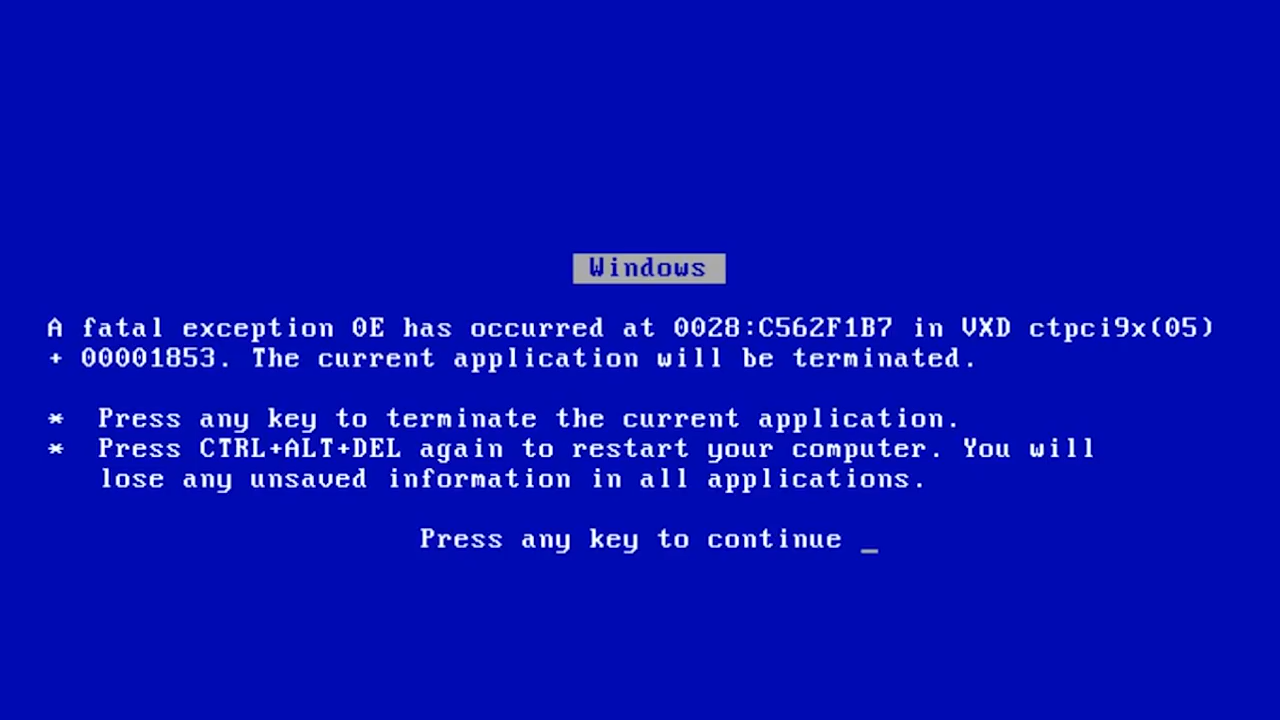 Windows
A fatal exception 0E has occurred at 0028:C562F1B7 in VXD ctpci9x(05)
+ 00001853. The current application will be terminated.
*  Press any key to terminate the current application.
*  Press CTRL+ALT+DEL again to restart your computer. You will
lose any unsaved information in all applications.
Press any key to continue _